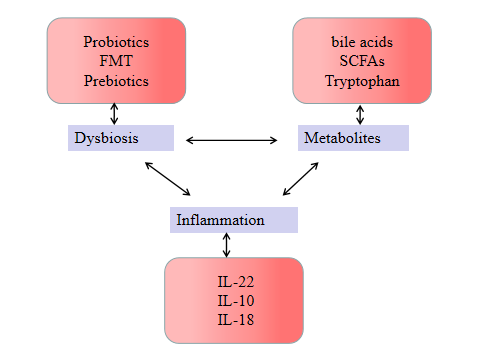 Probiotics
FMT
Prebiotics
bile acids
SCFAs
Tryptophan
Dysbiosis
Metabolites
Inflammation
IL-22
IL-10
IL-18